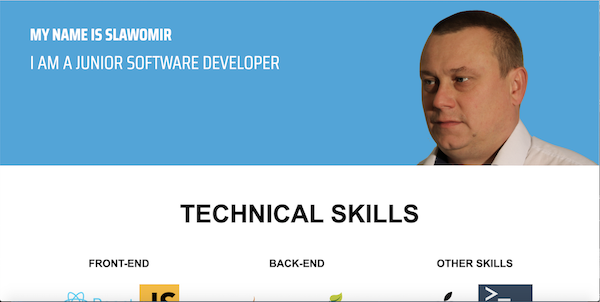 MY NAME IS SLAWOMIR
I AM A JUNIOR SOFTWARE DEVELOPER
TECHNICAL SKILLS
FRONT-END
BACK-END
OTHER SKILLS
JS